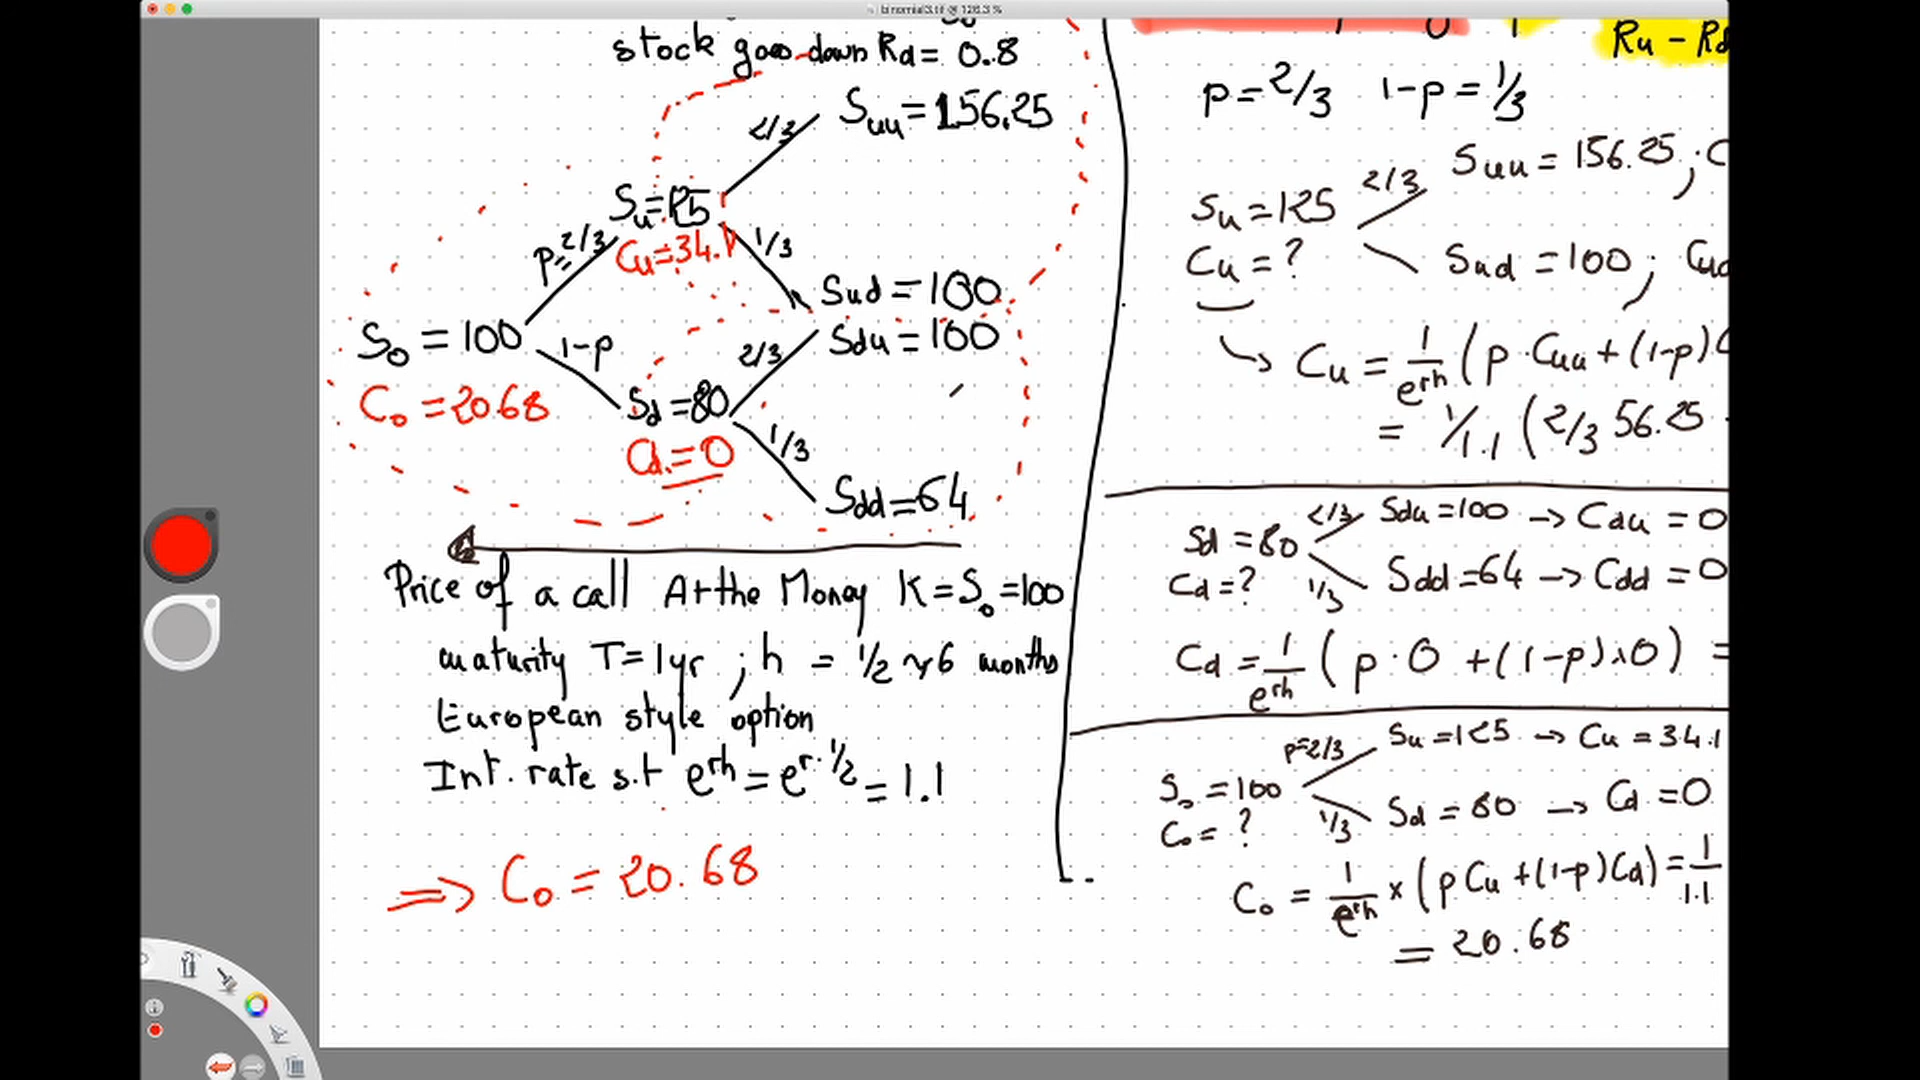 binomial3.tif @ 126.3 %
stock goes down Rd = 0.8
Suu = 156.25
2/3
Su = 125
Cu = 34.1
p = 2/3
1/3
Sud = 100
S0 = 100
1-p
2/3
Sdu = 100
C0 = 20.68
Sd = 80
Cd = 0
1/3
Sdd = 64
Price of a call At the Money K = S0 = 100
maturity T = 1yr ; h = 1/2 ~ 6 months
European style option
Int. rate s.t e^rh = e^r·1/2 = 1.1
=> C0 = 20.68
Ru - Rd
p = 2/3 1-p = 1/3
Suu = 156.25 ; C
2/3
Su = 125
Cu = ?
Sud = 100 ;
Cu = 1/e^rh (p · Cuu + (1-p) C
= 1/1.1 (2/3 56.25
2/3 Sdu = 100 → Cdu = 0
Sd = 80
Cd = ? 1/3 Sdd = 64 → Cdd = 0
Cd = 1/e^rh (p · 0 + (1-p) x 0) =
p = 2/3 Su = 125 → Cu = 34.1
S0 = 100
C0 = ? 1/3 Sd = 80 → Cd = 0
C0 = 1/e^rh x (p Cu + (1-p) Cd) = 1/1.1
= 20.68